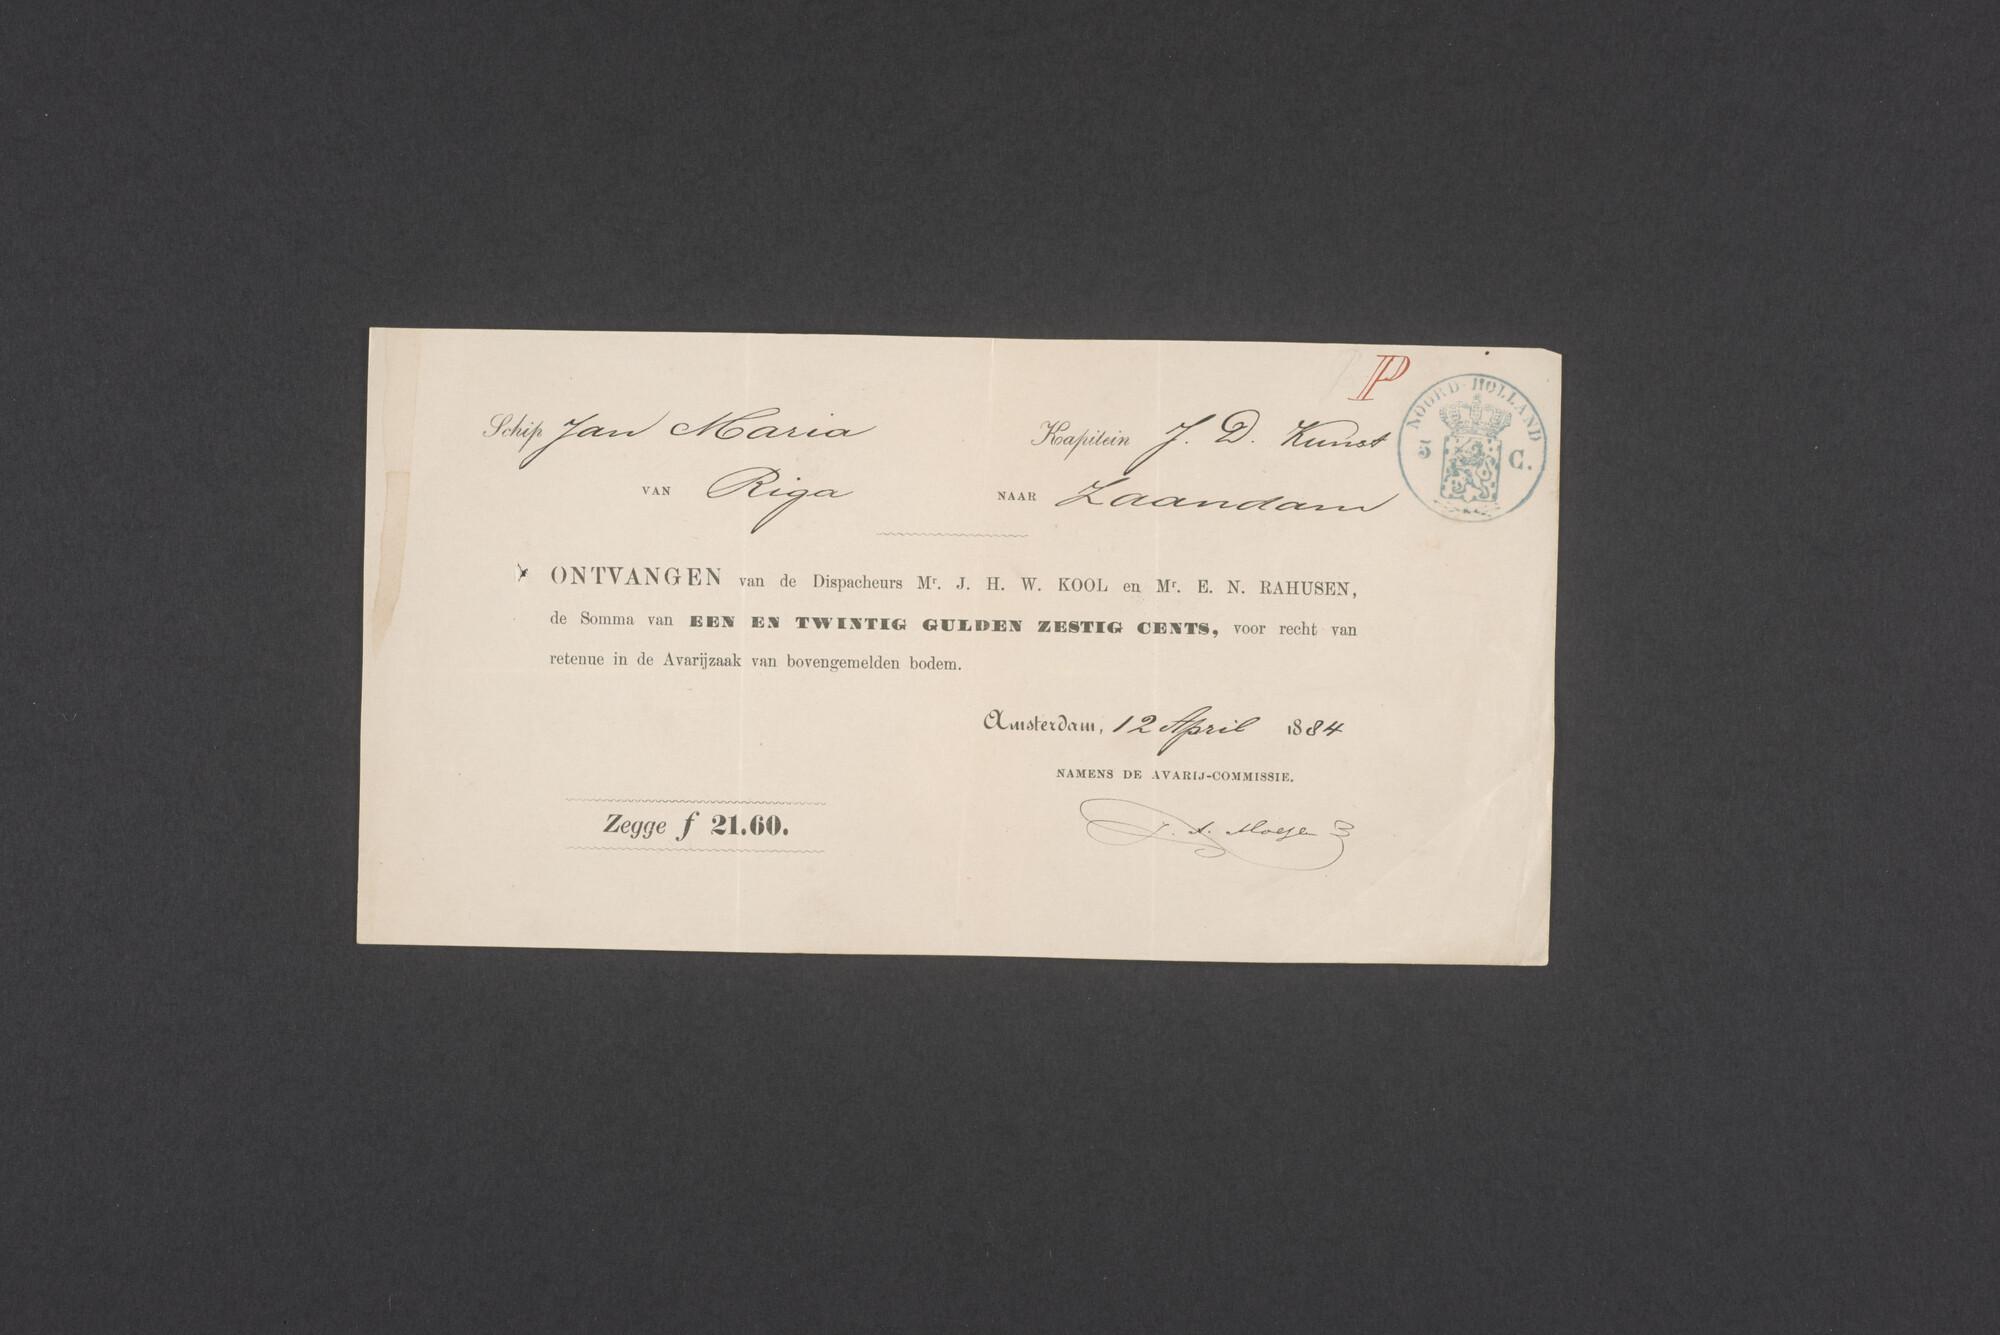 P
NOORD-HOLLAND
5 C.
Schip Jan Maria Kapitein J. D. Kunst
VAN Riga NAAR Zaandam
ONTVANGEN van de Dispacheurs Mr. J. H. W. KOOL en Mr. E. N. RAHUSEN,
de Somma van EEN EN TWINTIG GULDEN ZESTIG CENTS, voor recht van
retenue in de Avarijzaak van bovengemelden bodem.
Amsterdam, 12 April 1884
NAMENS DE AVARIJ-COMMISSIE.
Zegge f 21.60.